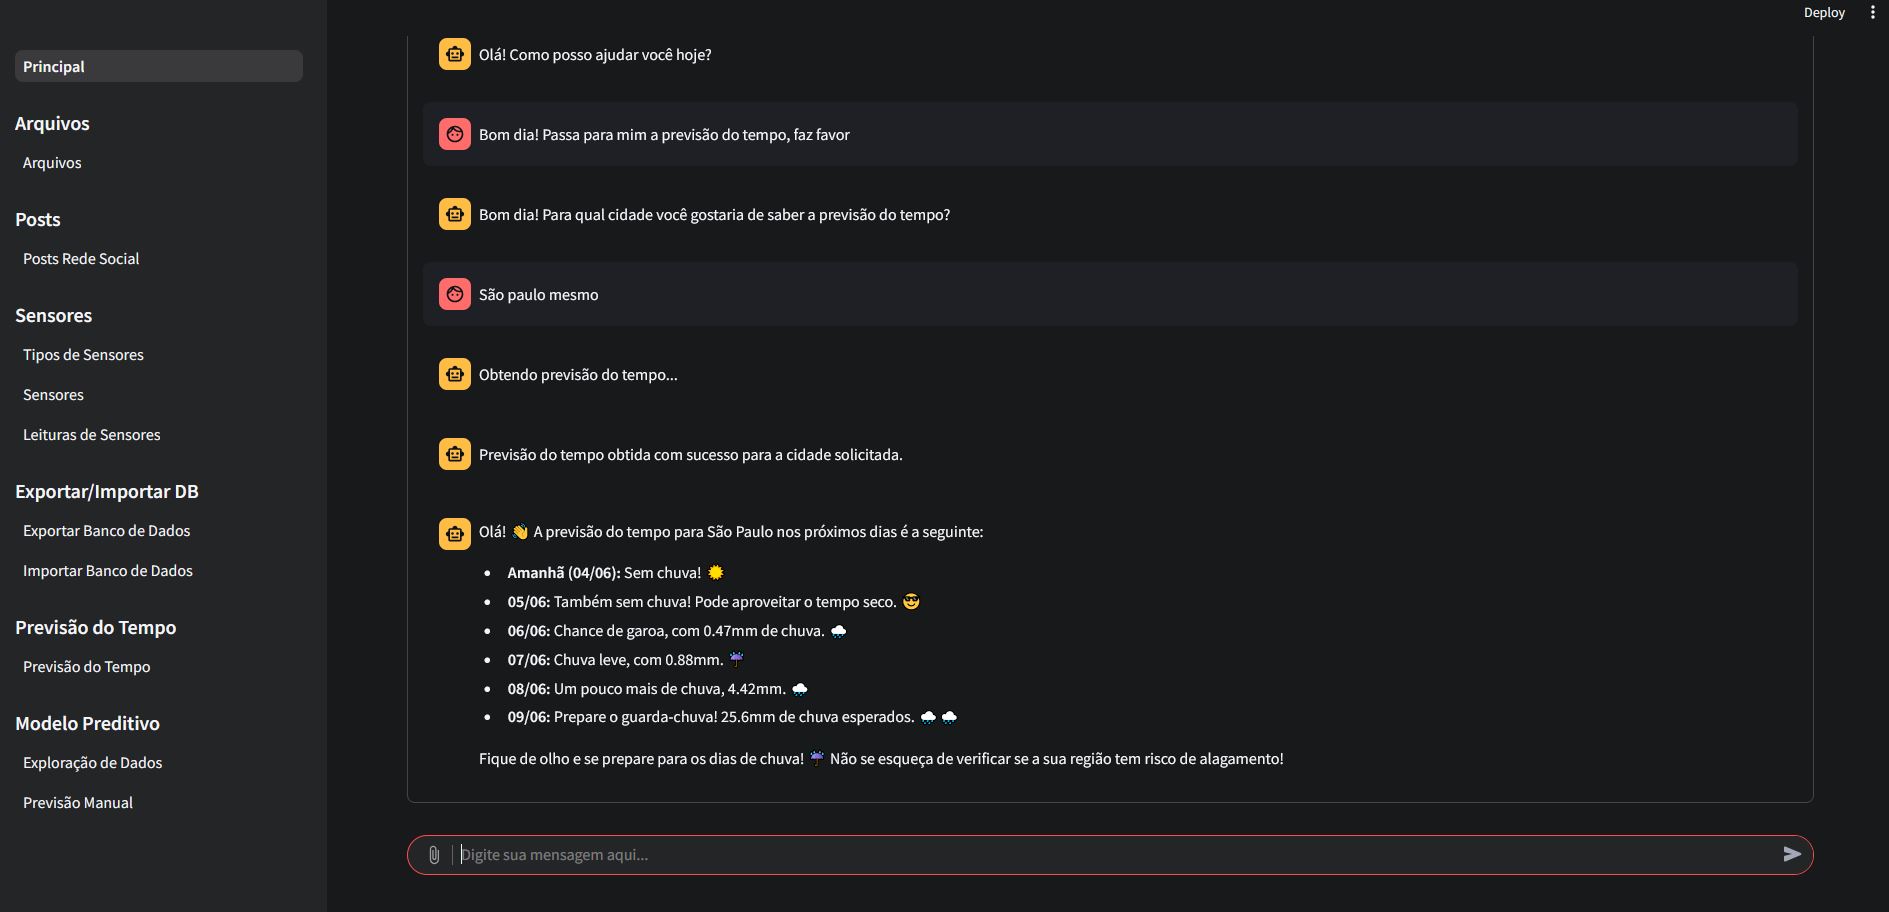 Deploy
Principal
Arquivos
Arquivos
Posts
Posts Rede Social
Sensores
Tipos de Sensores
Sensores
Leituras de Sensores
Exportar/Importar DB
Exportar Banco de Dados
Importar Banco de Dados
Previsão do Tempo
Previsão do Tempo
Modelo Preditivo
Exploração de Dados
Previsão Manual
Olá! Como posso ajudar você hoje?
Bom dia! Passa para mim a previsão do tempo, faz favor
Bom dia! Para qual cidade você gostaria de saber a previsão do tempo?
São paulo mesmo
Obtendo previsão do tempo...
Previsão do tempo obtida com sucesso para a cidade solicitada.
Olá! 👋 A previsão do tempo para São Paulo nos próximos dias é a seguinte:
• Amanhã (04/06): Sem chuva! ☀️
• 05/06: Também sem chuva! Pode aproveitar o tempo seco. 😎
• 06/06: Chance de garoa, com 0.47mm de chuva. 🌧️
• 07/06: Chuva leve, com 0.88mm. ☔
• 08/06: Um pouco mais de chuva, 4.42mm. 🌧️
• 09/06: Prepare o guarda-chuva! 25.6mm de chuva esperados. 🌧️ 🌧️
Fique de olho e se prepare para os dias de chuva! ☔ Não se esqueça de verificar se a sua região tem risco de alagamento!
Digite sua mensagem aqui...